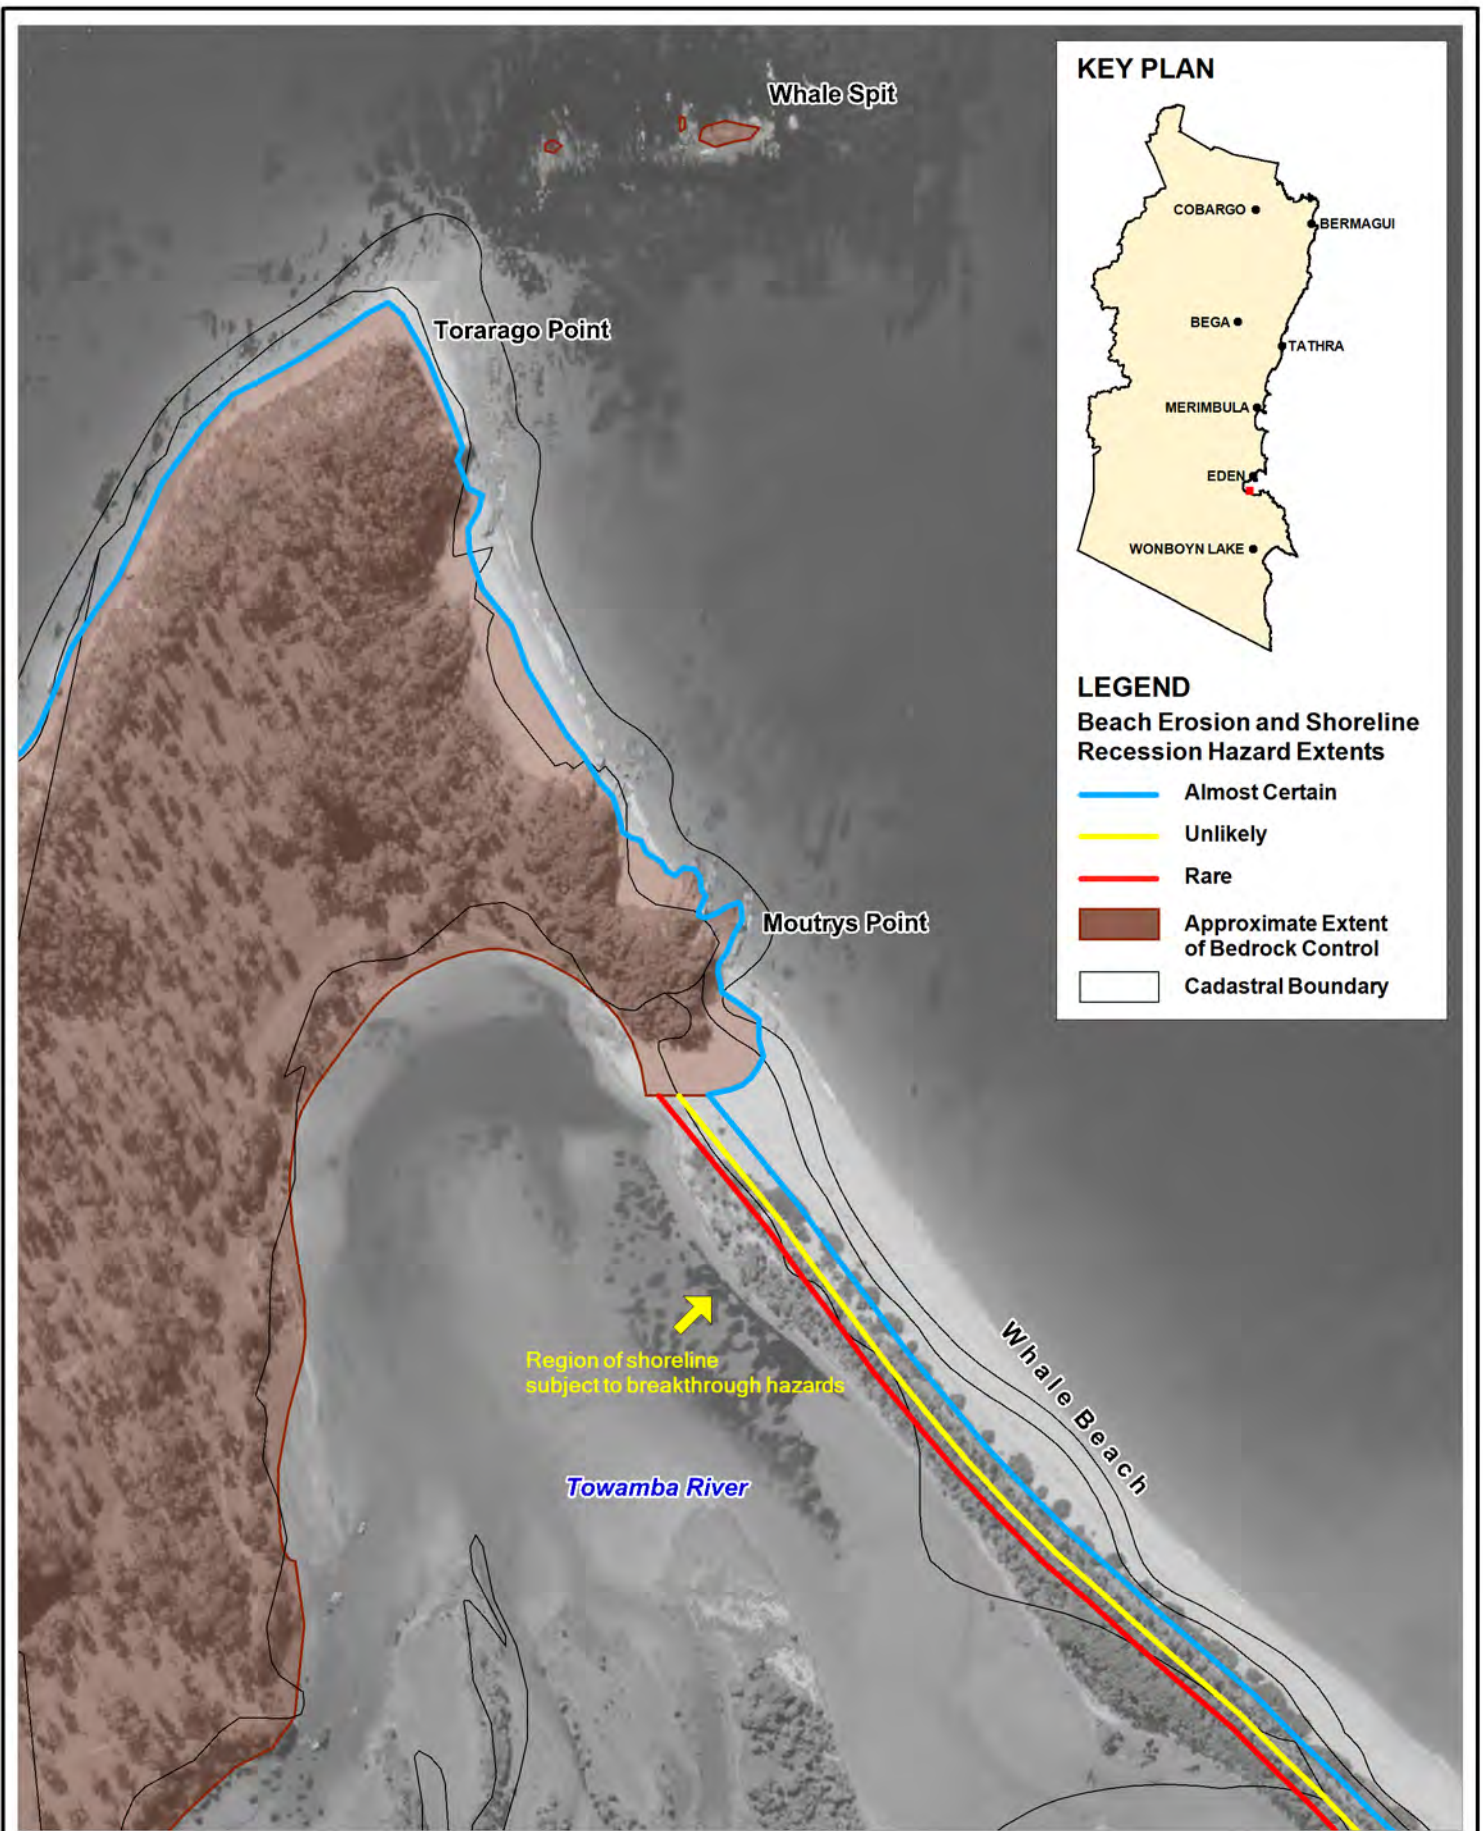 Whale Spit
Torarago Point
Moutrys Point
Whale Beach
Region of shoreline
subject to breakthrough hazards
Towamba River
KEY PLAN
COBARGO
BERMAGUI
BEGA
TATHRA
MERIMBULA
EDEN
WONBOYN LAKE
LEGEND
Beach Erosion and Shoreline
Recession Hazard Extents
Almost Certain
Unlikely
Rare
Approximate Extent
of Bedrock Control
Cadastral Boundary